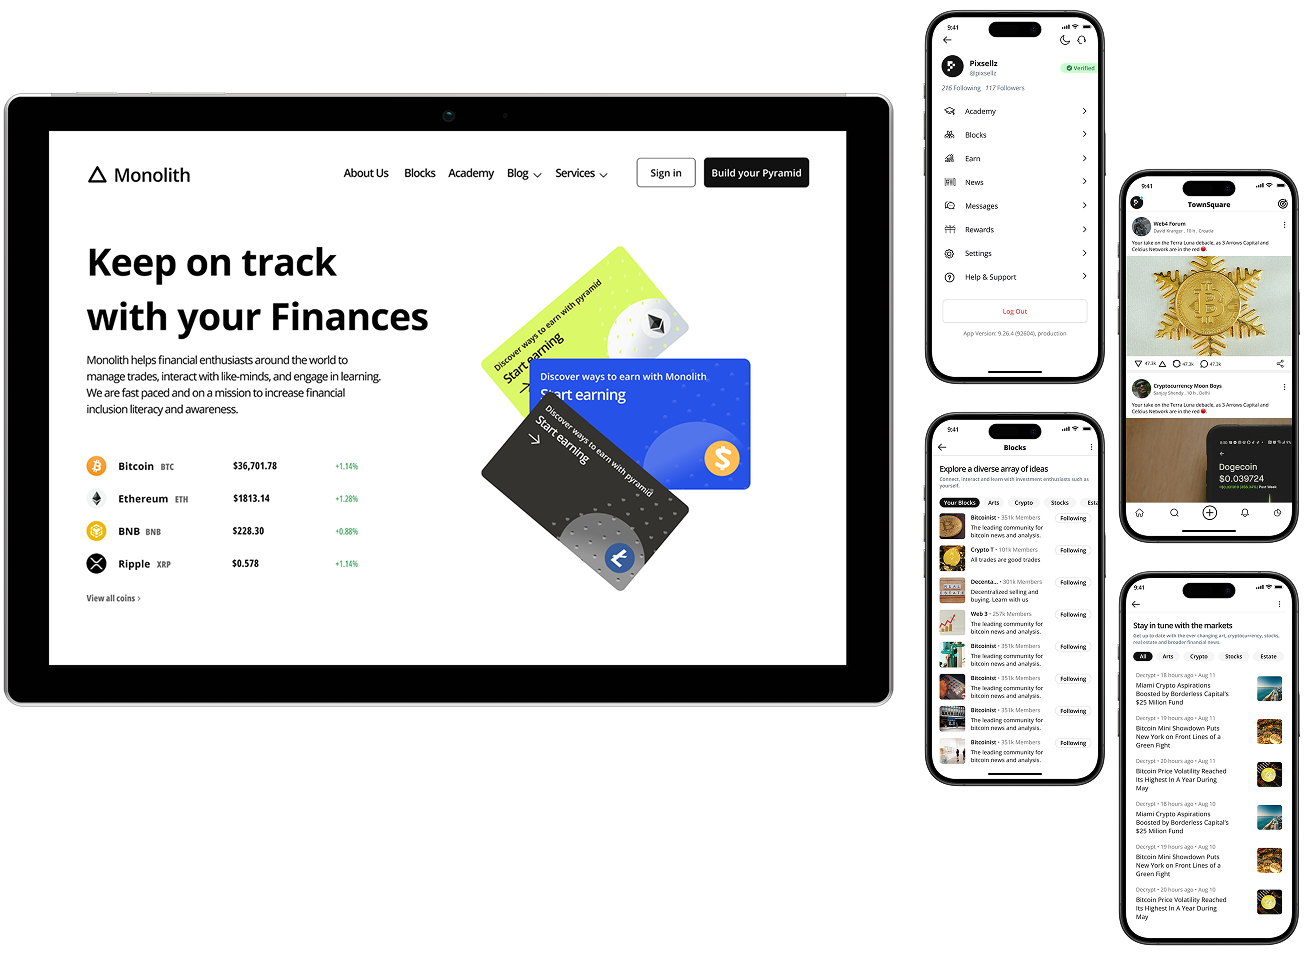 Monolith
About Us Blocks Academy Blog Services
Sign in Build your Pyramid
Keep on track
with your Finances
Monolith helps financial enthusiasts around the world to
manage trades, interact with like-minds, and engage in learning.
We are fast paced and on a mission to increase financial
inclusion literacy and awareness.
Bitcoin BTC $36,701.78 +1.14%
Ethereum ETH $1813.14 +1.28%
BNB BNB $228.30 +0.88%
Ripple XRP $0.578 +1.14%
View all coins >
Discover ways to earn with pyramid
Start earning
Discover ways to earn with Monolith
Start earning
Discover ways to earn with pyramid
Start earning
9:41
Pixsellz
@pixsellz
Verified
216 Following 117 Followers
Academy
Blocks
Earn
News
Messages
Rewards
Settings
Help & Support
Log Out
App Version: 9.26.4 (92604), production
9:41
TownSquare
Web4 Forum
David Kranger . 10 h . Croatia
Your take on the Terra Luna debacle, as 3 Arrows Capital and
Celcius Network are in the red
47.3k 47.3k 47.3k
Cryptocurrency Moon Boys
Sanjay Shendy . 10 h . Delhi
Your take on the Terra Luna debacle, as 3 Arrows Capital and
Celcius Network are in the red
Dogecoin
$0.039724
Past Week
9:41
Blocks
Explore a diverse array of ideas
Connect, interact and learn with investment enthusiasts such as
yourself.
Your Blocks Arts Crypto Stocks Esta
Bitcoinist • 351k Members Following
The leading community for
bitcoin news and analysis.
Crypto T • 101k Members Following
All trades are good trades
Decenta... • 301k Members Following
Decentralized selling and
buying. Learn with us
REAL
ESTATE
Web 3 • 257k Members Following
The leading community for
bitcoin news and analysis.
Bitcoinist • 351k Members Following
The leading community for
bitcoin news and analysis.
Bitcoinist • 351k Members Following
The leading community for
bitcoin news and analysis.
Bitcoinist • 351k Members Following
The leading community for
bitcoin news and analysis.
Bitcoinist • 351k Members Following
The leading community for
bitcoin news and analysis.
9:41
Stay in tune with the markets
Get up to date with the ever changing art, cryptocurrency, stocks,
real estate and broader financial news.
All Arts Crypto Stocks Estate
Decrypt • 18 hours ago • Aug 11
Miami Crypto Aspirations
Boosted by Borderless Capital's
$25 Milion Fund
Decrypt • 19 hours ago • Aug 11
Bitcoin Mini Showdown Puts
New York on Front Lines of a
Green Fight
Decrypt • 20 hours ago • Aug 11
Bitcoin Price Volatility Reached
Its Highest In A Year During
May
Decrypt • 18 hours ago • Aug 10
Miami Crypto Aspirations
Boosted by Borderless Capital's
$25 Milion Fund
Decrypt • 19 hours ago • Aug 10
Bitcoin Mini Showdown Puts
New York on Front Lines of a
Green Fight
Decrypt • 20 hours ago • Aug 10
Bitcoin Price Volatility Reached
Its Highest In A Year During
May